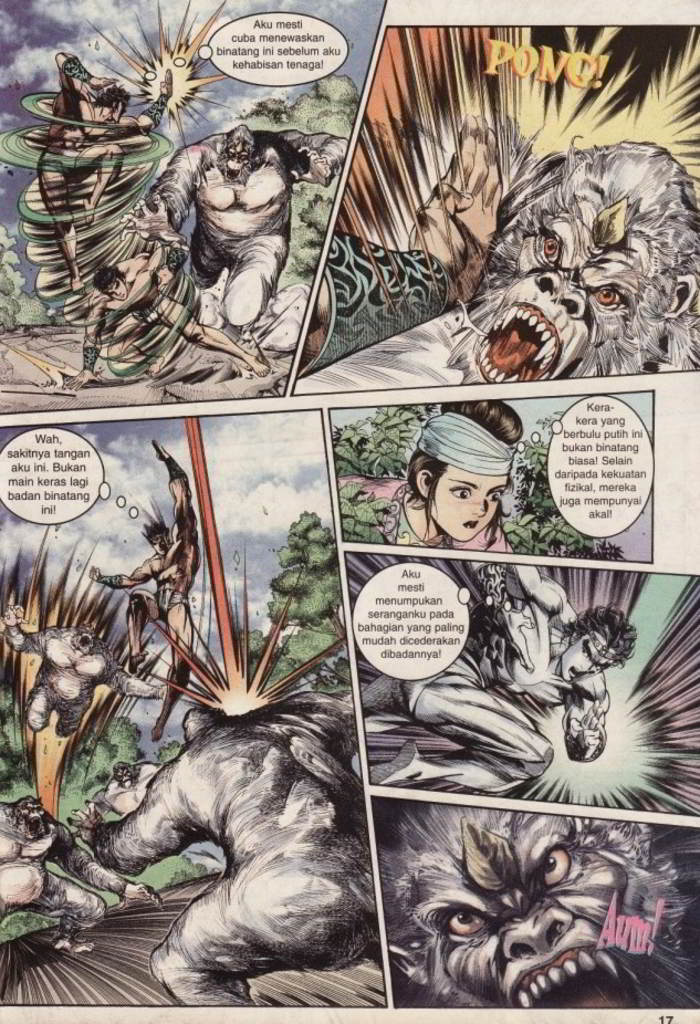 Aku mesti
cuba menewaskan
binatang ini sebelum aku
kehabisan tenaga!
PONG!
Wah,
sakitnya tangan
aku ini. Bukan
main keras lagi
badan binatang
ini!
Kera-
kera yang
berbulu putih ini
bukan binatang
biasa! Selain
daripada kekuatan
fizikal, mereka
juga mempunyai
akal!
Aku
mesti
menumpukan
seranganku pada
bahagian yang paling
mudah dicederakan
dibadannya!
Aum!
17